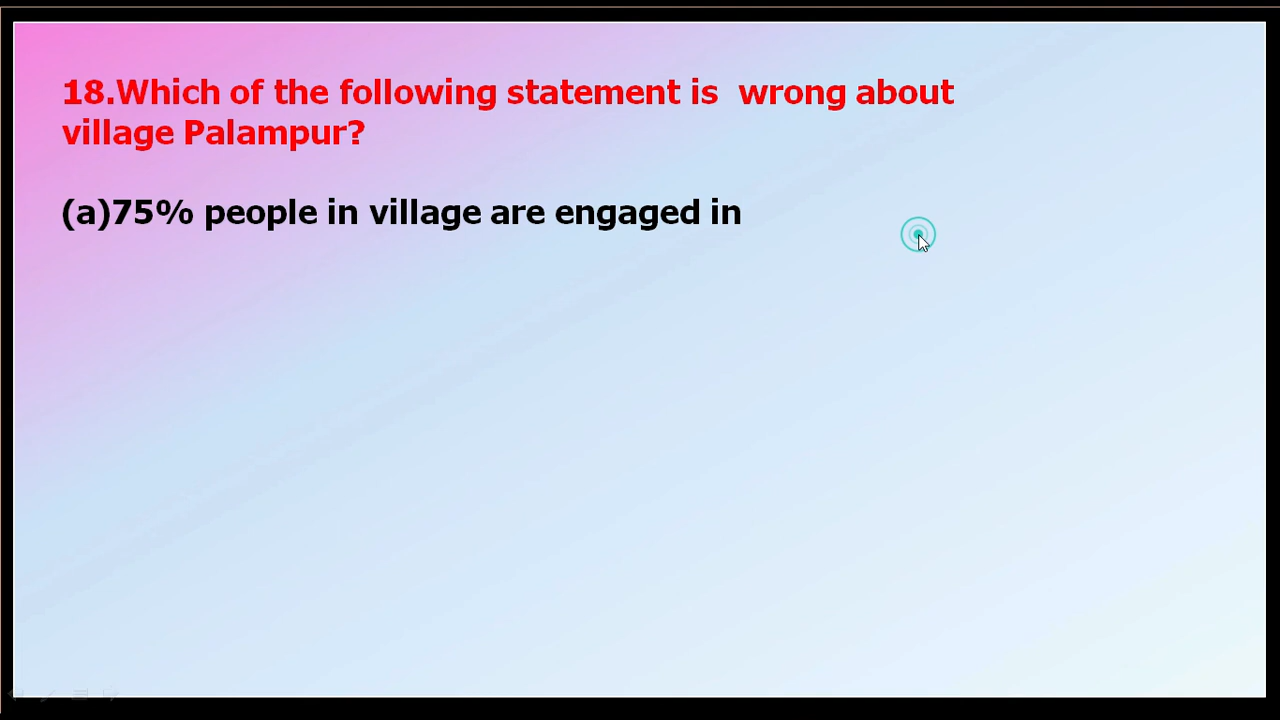 18.Which of the following statement is  wrong about
village Palampur?
(a)75% people in village are engaged in